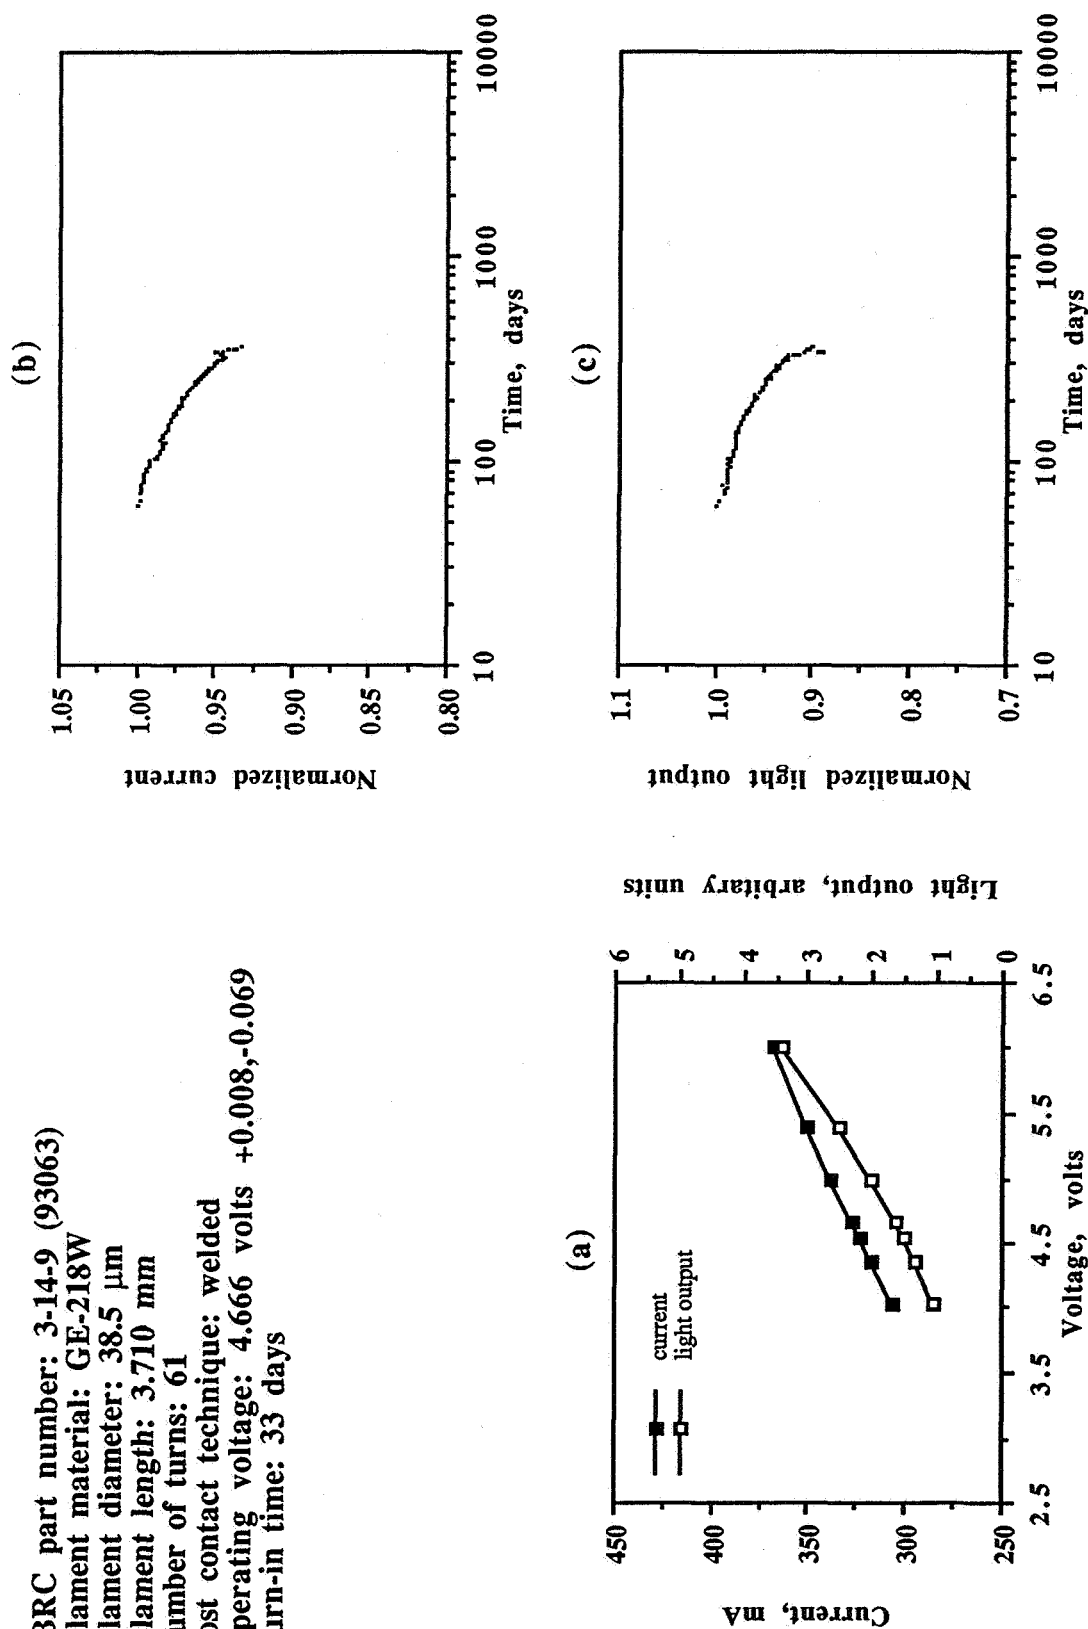 BRC part number: 3-14-9 (93063)
lament material: GE-218W
lament diameter: 38.5 µm
lament length: 3.710 mm
umber of turns: 61
ost contact technique: welded
perating voltage: 4.666 volts +0.008,-0.069
urn-in time: 33 days
(b)
Normalized current
1.05
1.00
0.95
0.90
0.85
0.80
10
100
1000
10000
Time, days
(a)
current
light output
Current, mA
450
400
350
300
250
2.5
3.5
4.5
5.5
6.5
Voltage, volts
6
5
4
3
2
1
0
Light output, arbitary units
(c)
Normalized light output
1.1
1.0
0.9
0.8
0.7
10
100
1000
10000
Time, days